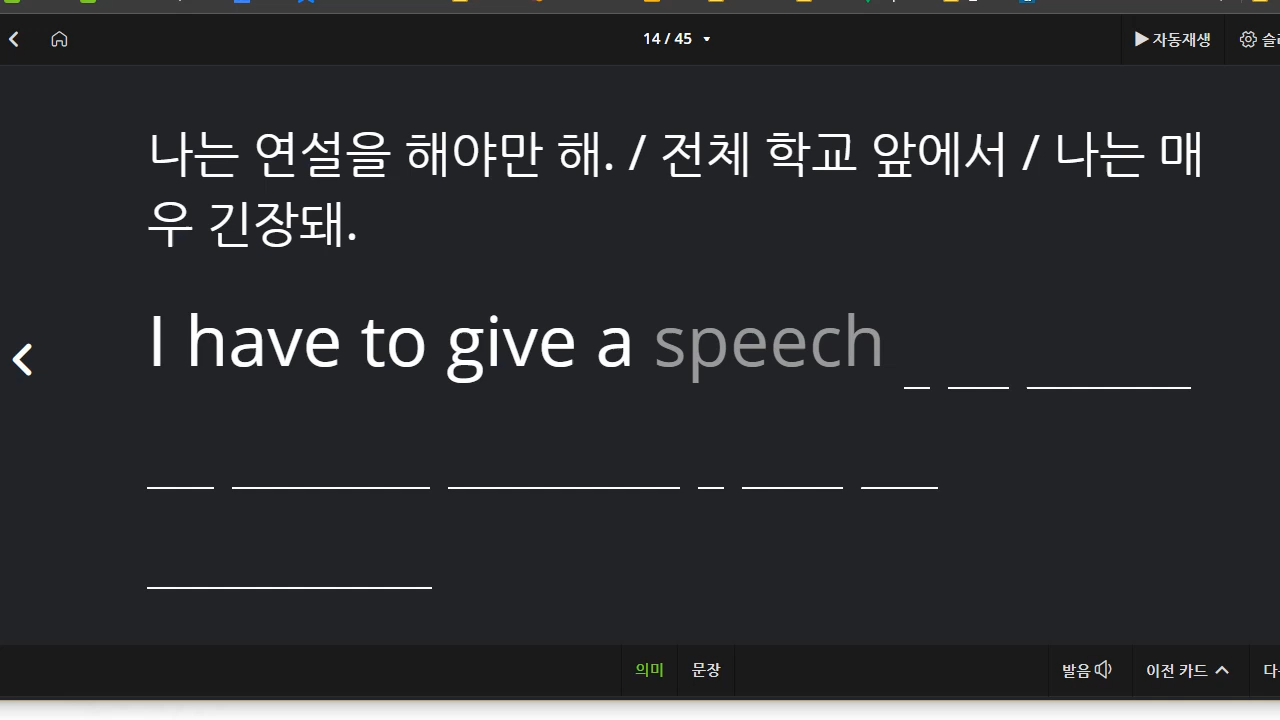 14 / 45
자동재생
나는 연설을 해야만 해. / 전체 학교 앞에서 / 나는 매
우 긴장돼.
I have to give a speech
의미
문장
발음
이전 카드